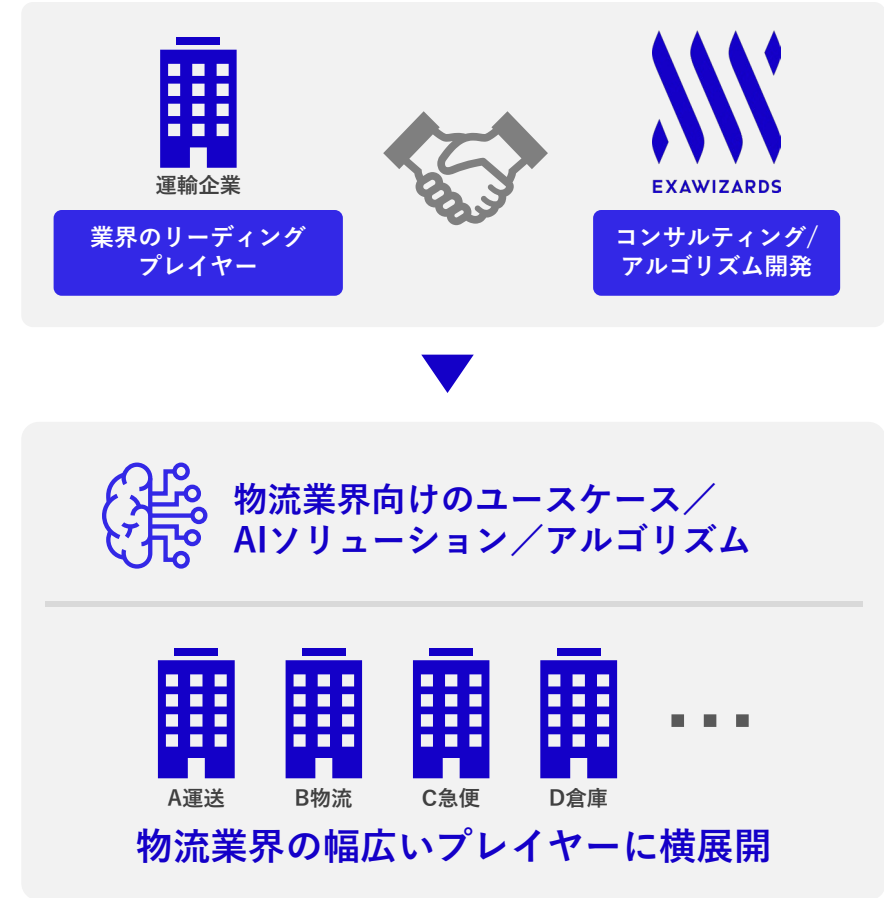 運輸企業
EXAWIZARDS
業界のリーディング
プレイヤー
コンサルティング/
アルゴリズム開発
物流業界向けのユースケース／
AIソリューション／アルゴリズム
A運送
B物流
C急便
D倉庫
物流業界の幅広いプレイヤーに横展開